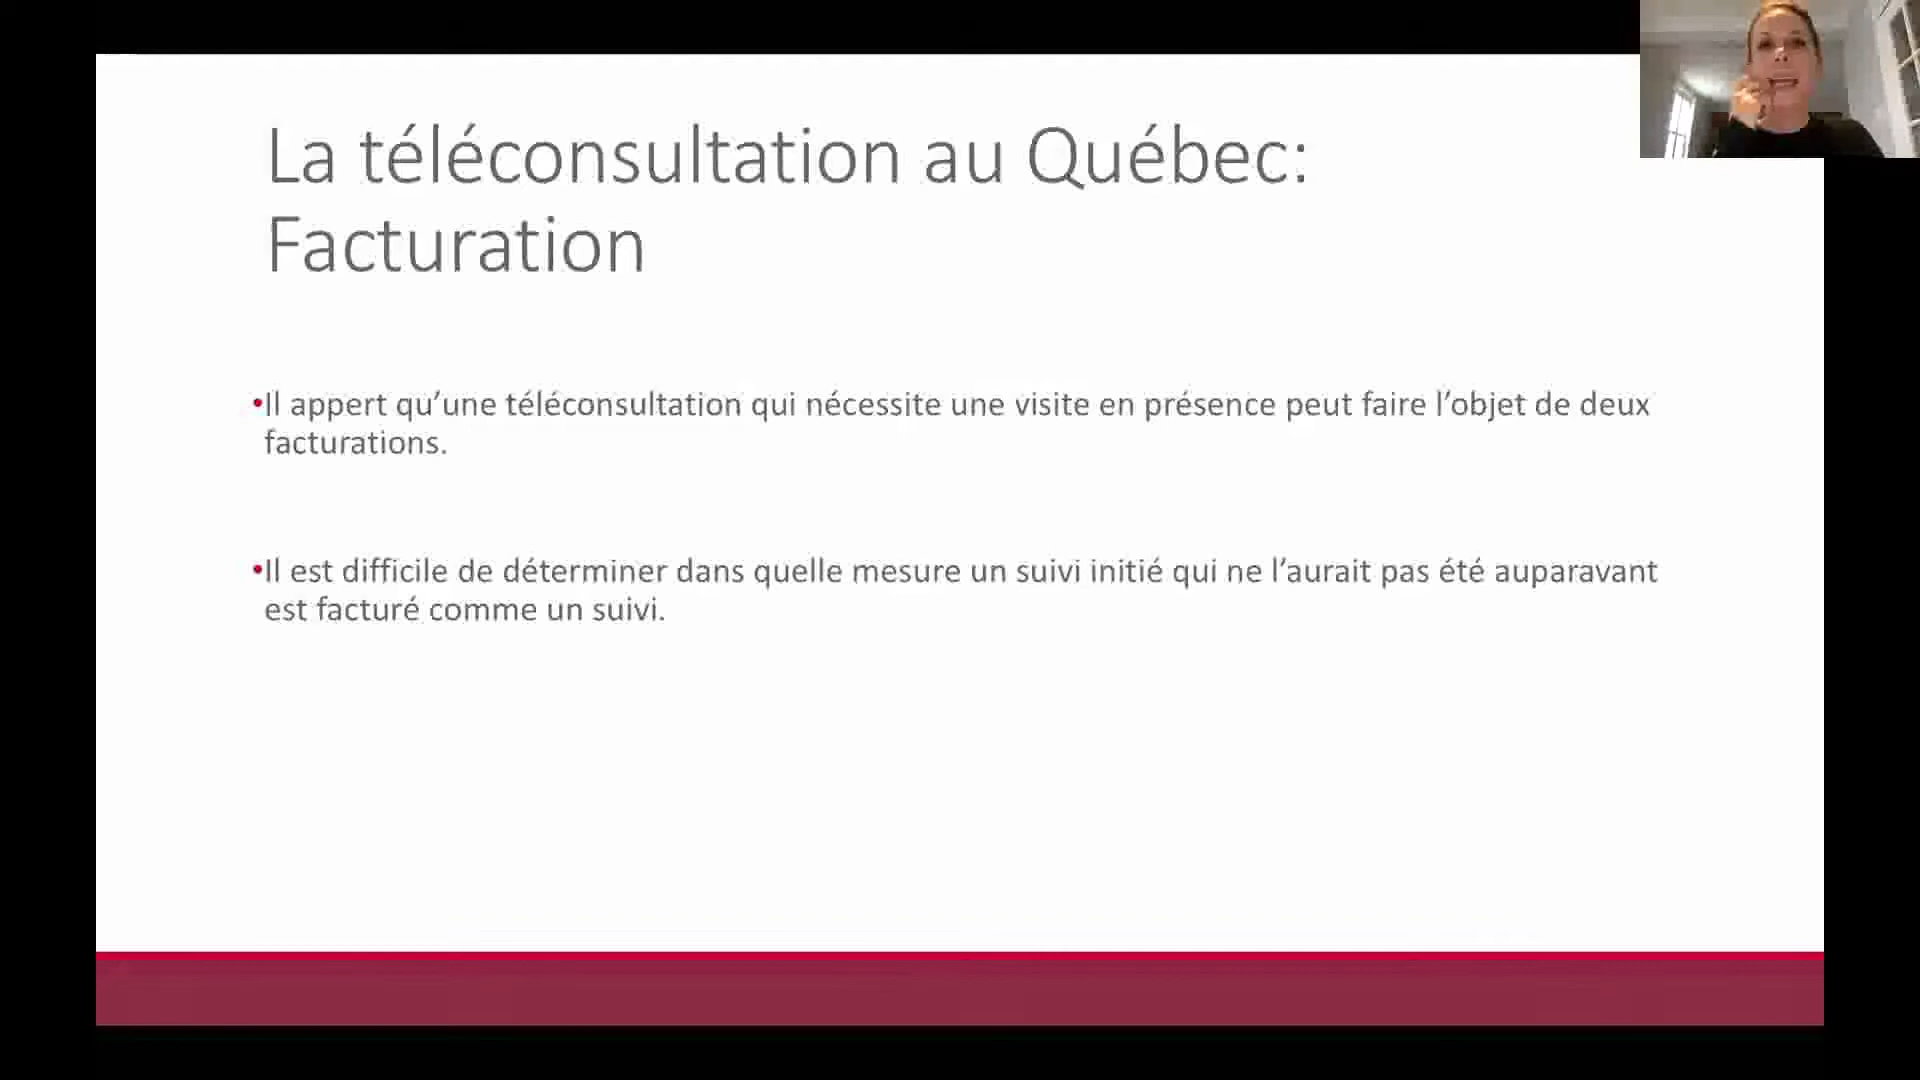 La téléconsultation au Québec:
Facturation
•Il appert qu’une téléconsultation qui nécessite une visite en présence peut faire l’objet de deux
facturations.
•Il est difficile de déterminer dans quelle mesure un suivi initié qui ne l’aurait pas été auparavant
est facturé comme un suivi.